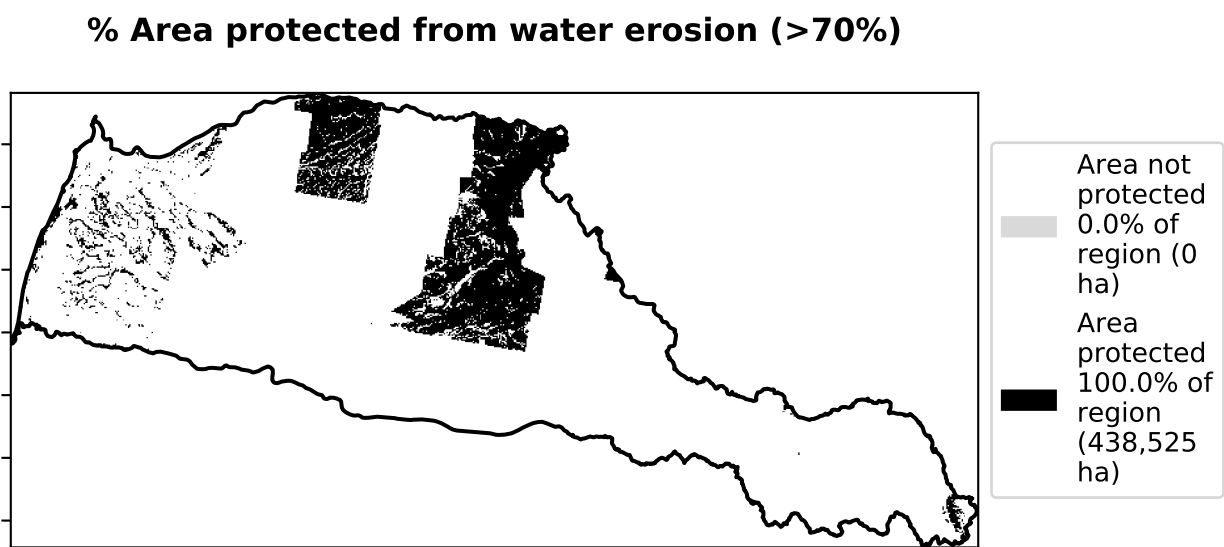 % Area protected from water erosion (>70%)
Area not
protected
0.0% of
region (0
ha)
Area
protected
100.0% of
region
(438,525
ha)